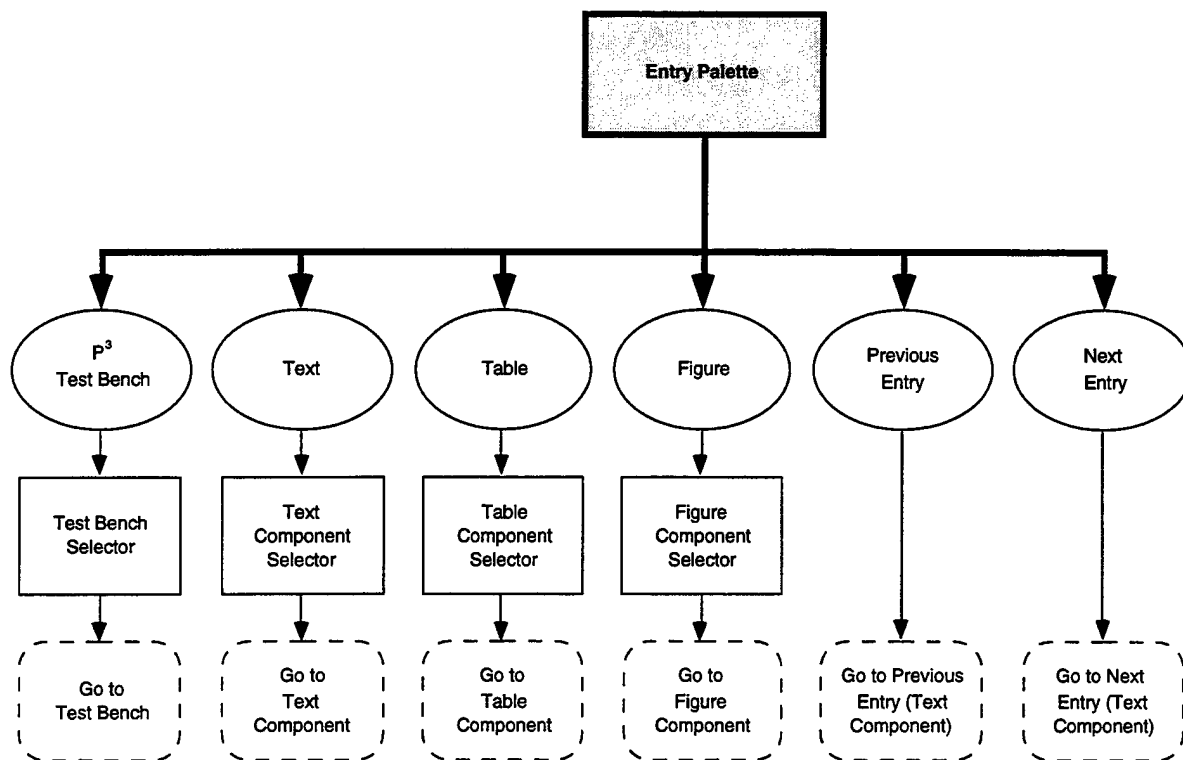 Entry Palette
P³
Test Bench
Text
Table
Figure
Previous
Entry
Next
Entry
Test Bench
Selector
Text
Component
Selector
Table
Component
Selector
Figure
Component
Selector
Go to
Test Bench
Go to
Text
Component
Go to
Table
Component
Go to
Figure
Component
Go to Previous
Entry (Text
Component)
Go to Next
Entry (Text
Component)